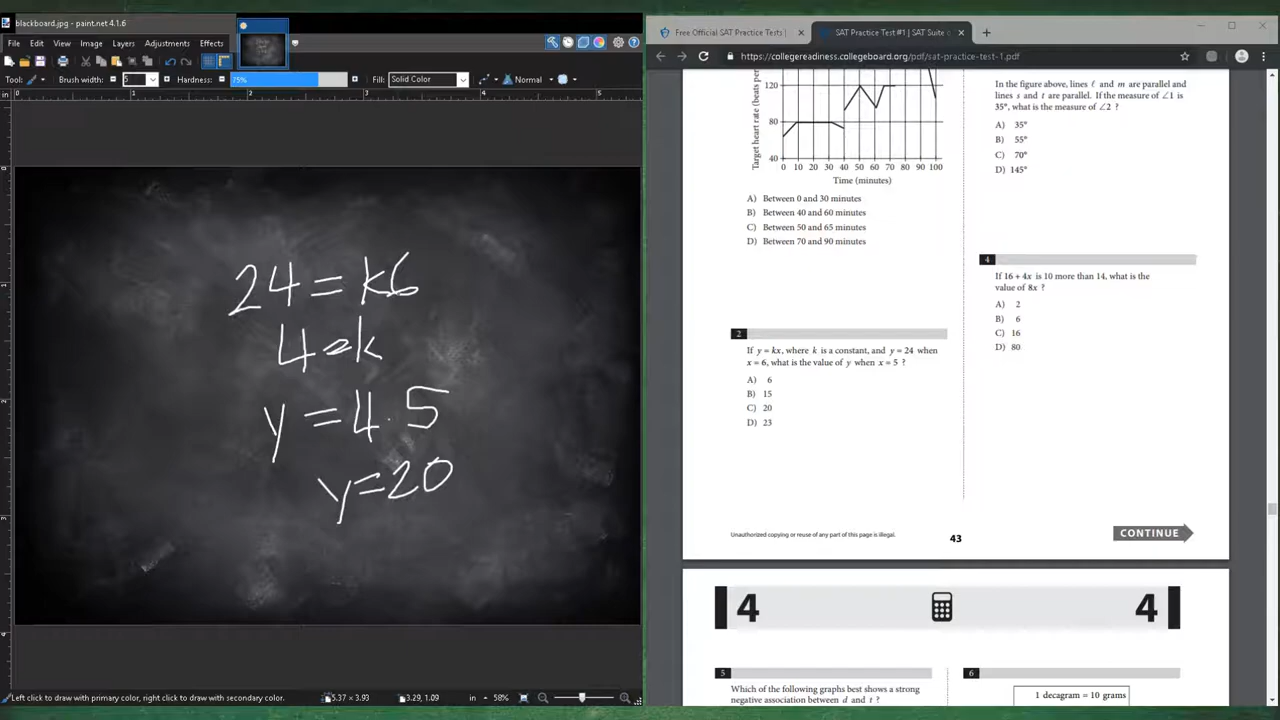 blackboard.jpg - paint.net 4.1.6
File Edit View Image Layers Adjustments Effects
Tool: Brush width: 5 Hardness: 75% Fill: Solid Color Normal
24 = k6
4 = k
y = 4 . 5
y = 20
Left click to draw with primary color, right click to draw with secondary color. 5.37 × 3.93 3.29, 1.09 in 58%
Free Official SAT Practice Tests |
SAT Practice Test #1 | SAT Suite o
https://collegereadiness.collegeboard.org/pdf/sat-practice-test-1.pdf
Target heart rate (beats per
120
80
40
0 10 20 30 40 50 60 70 80 90 100
Time (minutes)
A) Between 0 and 30 minutes
B) Between 40 and 60 minutes
C) Between 50 and 65 minutes
D) Between 70 and 90 minutes
2
If y = kx, where k is a constant, and y = 24 when
x = 6, what is the value of y when x = 5 ?
A) 6
B) 15
C) 20
D) 23
In the figure above, lines ℓ and m are parallel and
lines s and t are parallel. If the measure of ∠1 is
35°, what is the measure of ∠2 ?
A) 35°
B) 55°
C) 70°
D) 145°
4
If 16 + 4x is 10 more than 14, what is the
value of 8x ?
A) 2
B) 6
C) 16
D) 80
Unauthorized copying or reuse of any part of this page is illegal.
43
CONTINUE
4 4
5
Which of the following graphs best shows a strong
negative association between d and t ?
6
1 decagram = 10 grams